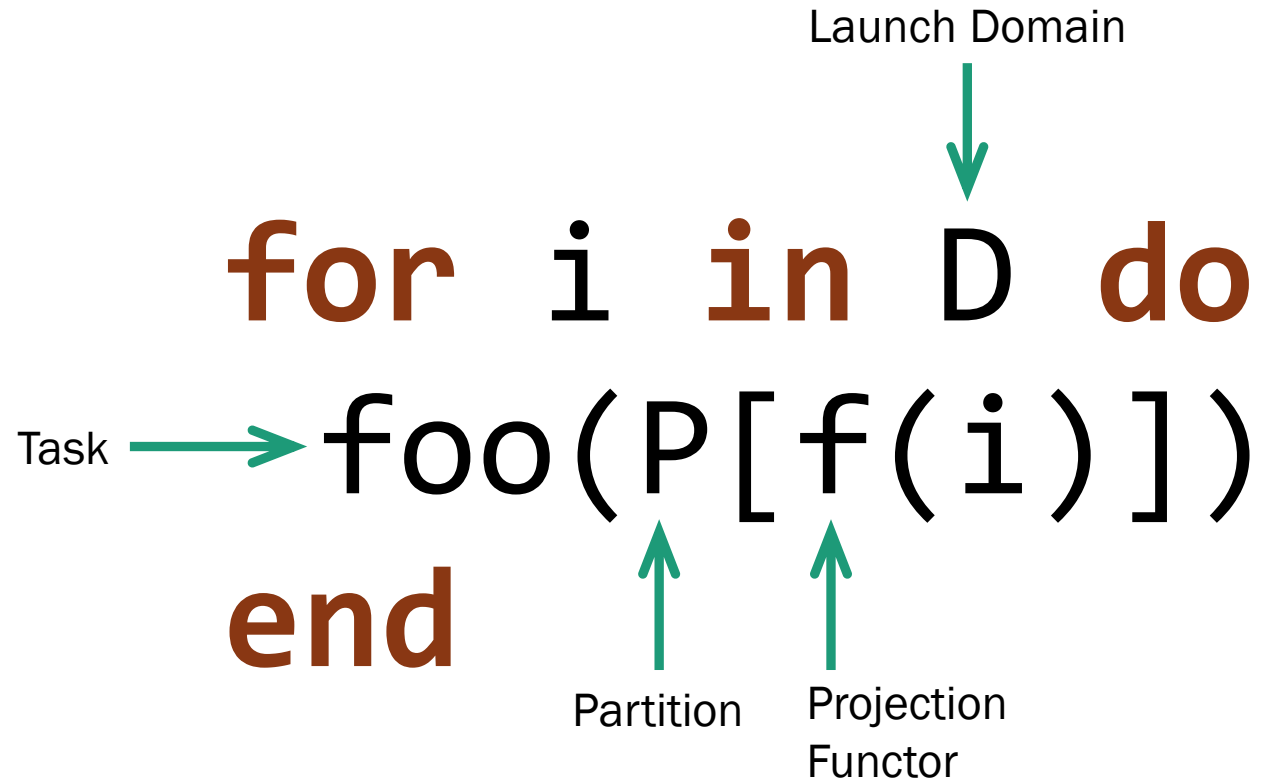 Launch Domain
for i in D do
Task
foo(P[f(i)])
end
Partition
Projection
Functor